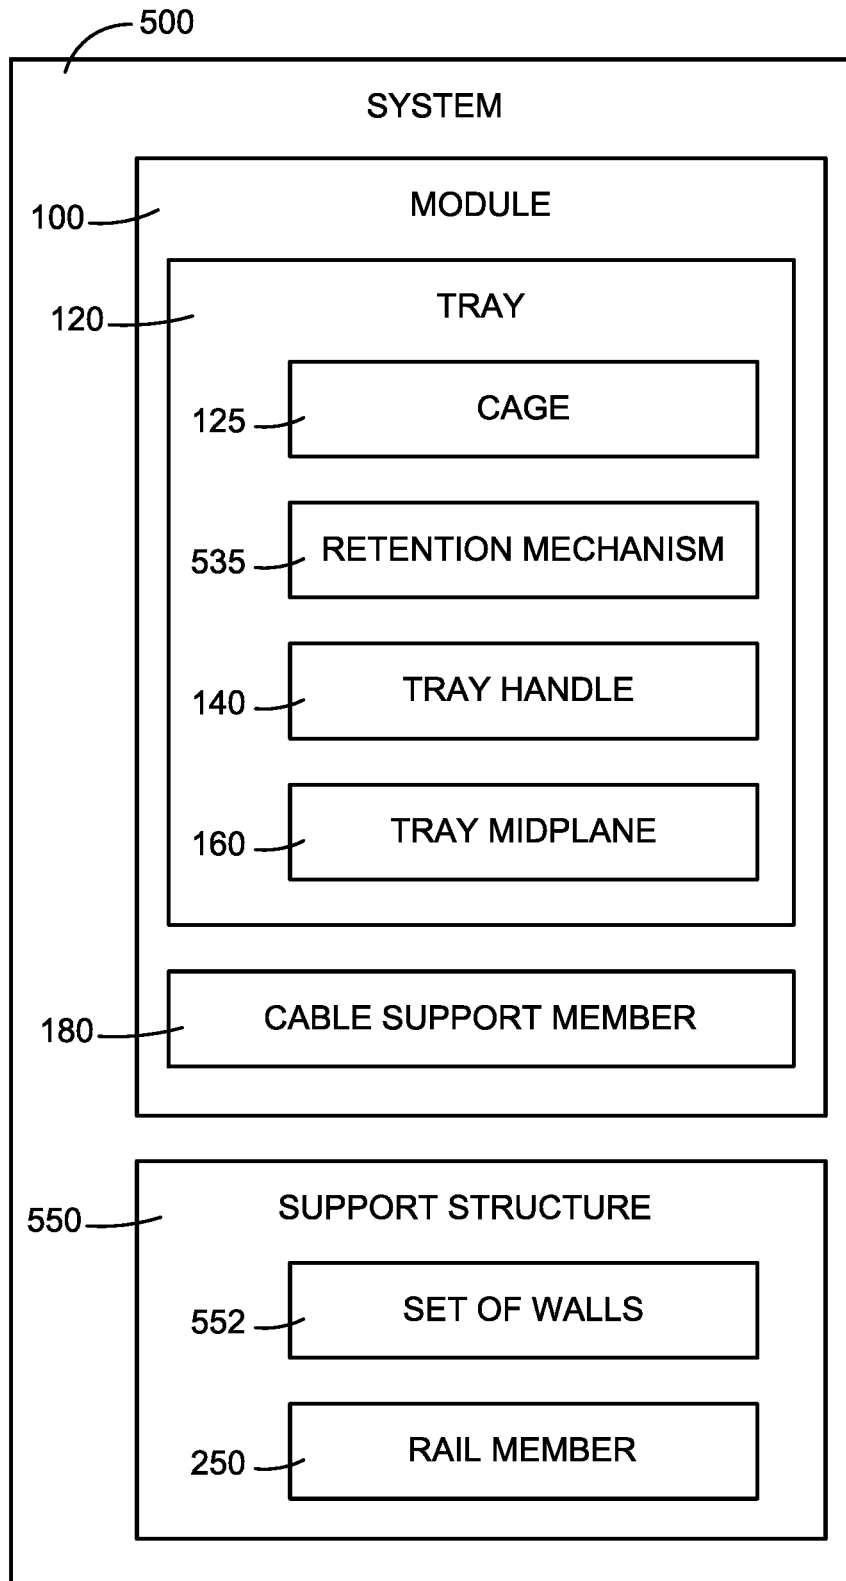 500
SYSTEM
100
MODULE
120
TRAY
125
CAGE
535
RETENTION MECHANISM
140
TRAY HANDLE
160
TRAY MIDPLANE
180
CABLE SUPPORT MEMBER
550
SUPPORT STRUCTURE
552
SET OF WALLS
250
RAIL MEMBER